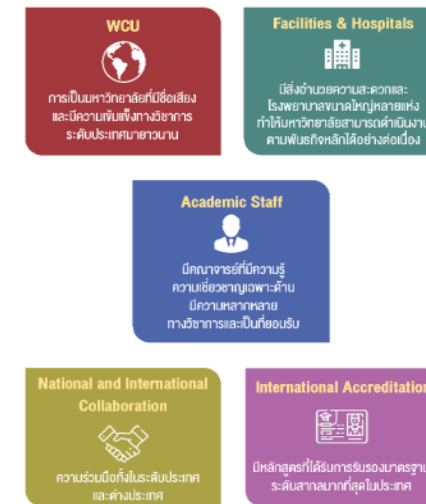 WCU
การเป็นมหาวิทยาลัยที่มีชื่อเสียง
และมีความเข้มแข็งทางวิชาการ
ระดับประเทศมายาวนาน
Facilities & Hospitals
มีสิ่งอำนวยความสะดวกและ
โรงพยาบาลขนาดใหญ่หลายแห่ง
ทำให้มหาวิทยาลัยสามารถดำเนินงาน
ตามพันธกิจหลักได้อย่างต่อเนื่อง
Academic Staff
มีคณาจารย์ที่มีความรู้
ความเชี่ยวชาญเฉพาะด้าน
มีความหลากหลาย
ทางวิชาการและเป็นที่ยอมรับ
National and International
Collaboration
ความร่วมมือทั้งในระดับประเทศ
และต่างประเทศ
International Accreditation
มีหลักสูตรที่ได้รับการรับรองมาตรฐาน
ระดับสากลมากที่สุดในประเทศ